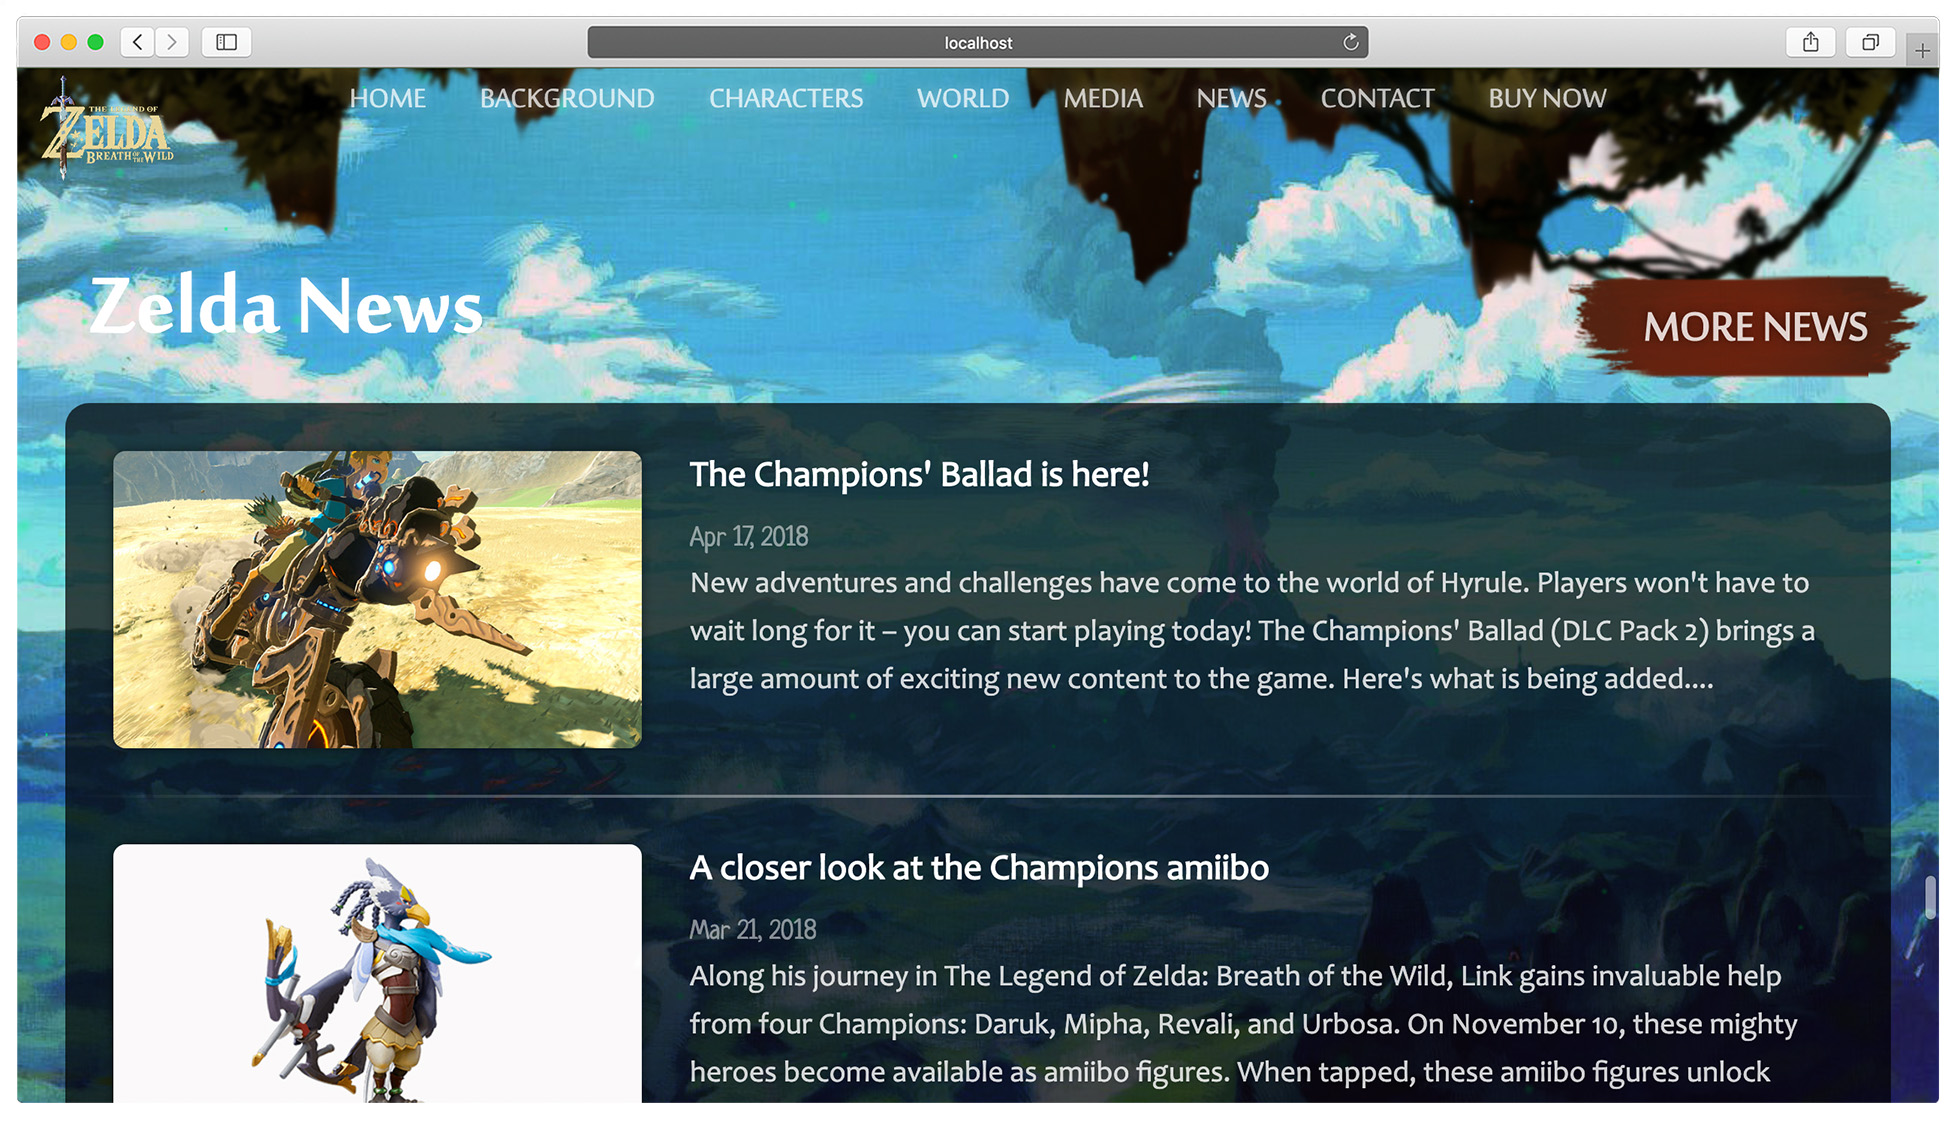 localhost
THE LEGEND OF
ZELDA
BREATH OF THE WILD
HOME BACKGROUND CHARACTERS WORLD MEDIA NEWS CONTACT BUY NOW
Zelda News
MORE NEWS
The Champions' Ballad is here!
Apr 17, 2018
New adventures and challenges have come to the world of Hyrule. Players won't have to
wait long for it – you can start playing today! The Champions' Ballad (DLC Pack 2) brings a
large amount of exciting new content to the game. Here's what is being added....
A closer look at the Champions amiibo
Mar 21, 2018
Along his journey in The Legend of Zelda: Breath of the Wild, Link gains invaluable help
from four Champions: Daruk, Mipha, Revali, and Urbosa. On November 10, these mighty
heroes become available as amiibo figures. When tapped, these amiibo figures unlock